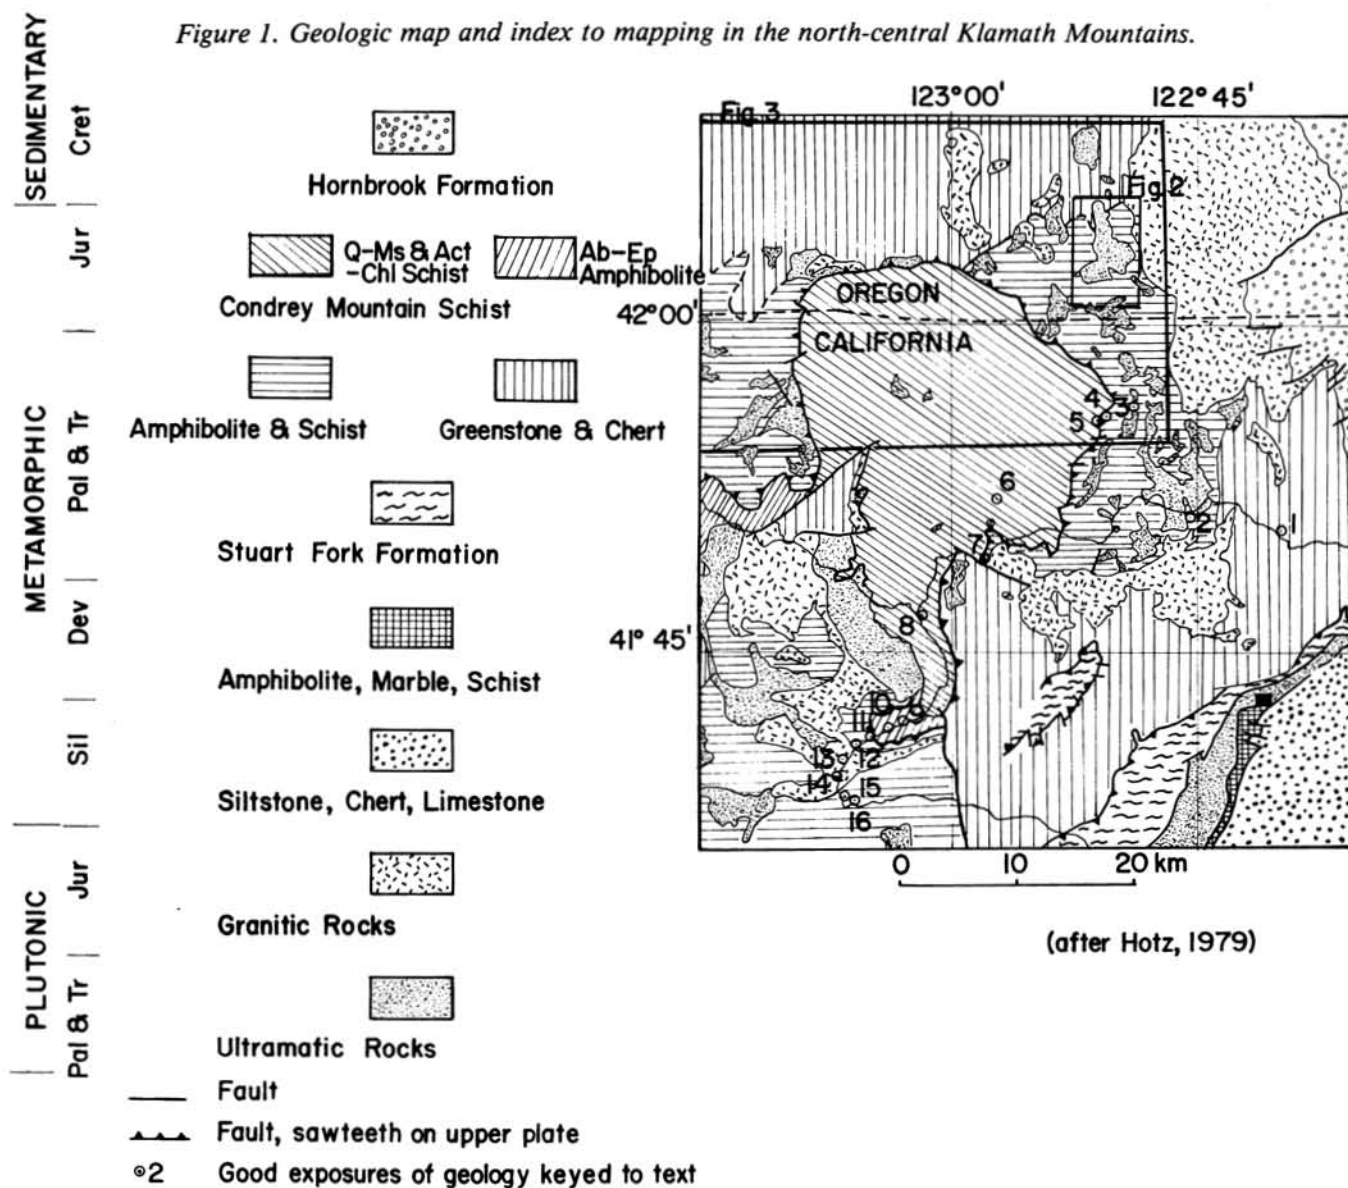 Figure 1. Geologic map and index to mapping in the north-central Klamath Mountains.
SEDIMENTARY
Cret
Hornbrook Formation
Jur
Q-Ms & Act
-Chl Schist
Ab-Ep
Amphibolite
Condrey Mountain Schist
METAMORPHIC
Pal & Tr
Amphibolite & Schist
Greenstone & Chert
Stuart Fork Formation
Dev
Amphibolite, Marble, Schist
Sil
Siltstone, Chert, Limestone
PLUTONIC
Jur
Granitic Rocks
Pal & Tr
Ultramatic Rocks
Fault
Fault, sawteeth on upper plate
2 Good exposures of geology keyed to text
123°00' 122°45'
Fig. 3
Fig. 2
OREGON
42°00'
CALIFORNIA
4 3
5
6
2 1
7
8
41° 45'
10 9
11
13 12
14 15
16
0 10 20 km
(after Hotz, 1979)